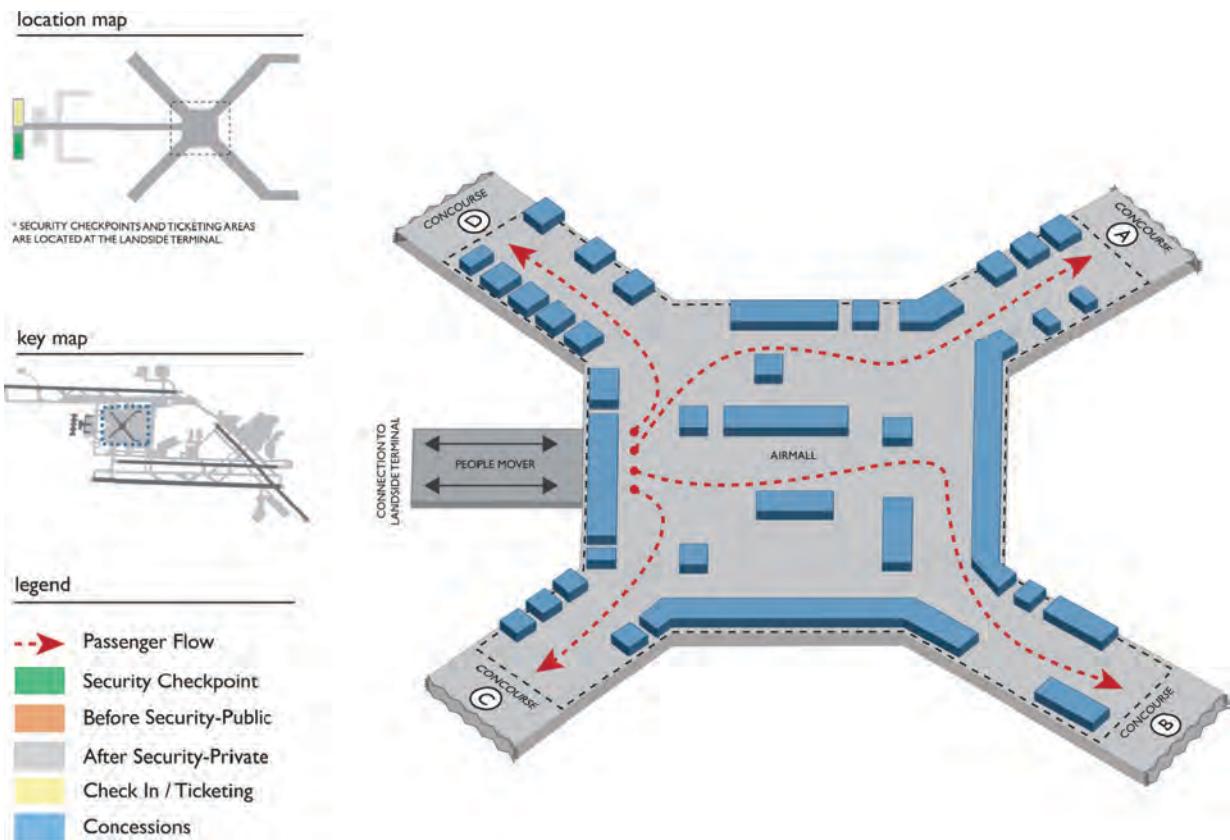 location map
* SECURITY CHECKPOINTS AND TICKETING AREAS
ARE LOCATED AT THE LANDSIDE TERMINAL.
key map
legend
Passenger Flow
Security Checkpoint
Before Security-Public
After Security-Private
Check In / Ticketing
Concessions
CONCOURSE
D
CONCOURSE
A
CONNECTION TO
LANDSIDE TERMINAL
PEOPLE MOVER
AIRMALL
CONCOURSE
C
CONCOURSE
B